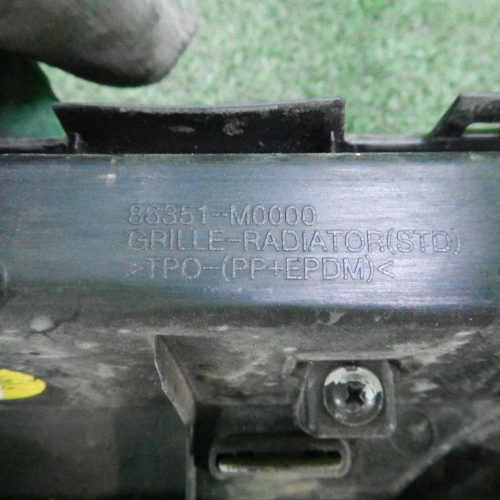 86351-M0000
GRILLE-RADIATOR(STD)
>TPO-(PP+EPDM)<